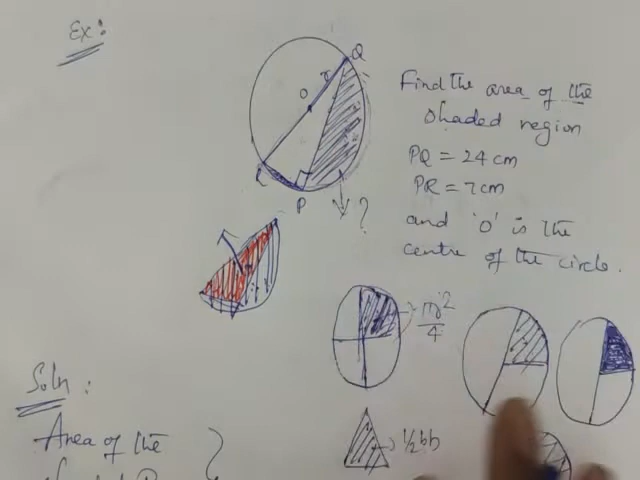 Ex:
Q
r
O
R
P
?
Find the area of the
shaded region
PQ = 24 cm
PR = 7 cm
and 'O' is the
centre of the circle.
πr²/4
½bh
Soln:
Area of the